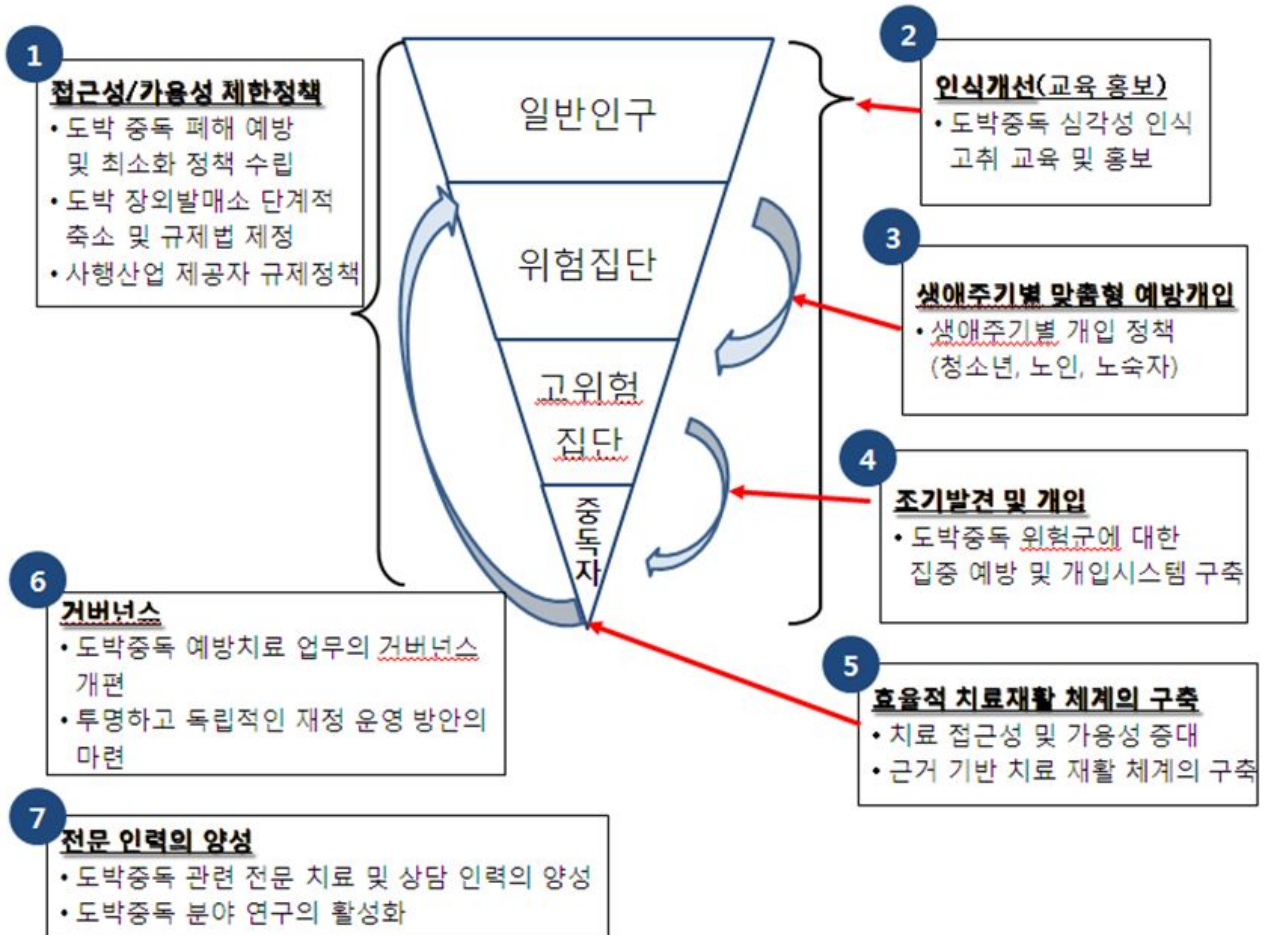 1
접근성/가용성 제한정책
• 도박 중독 폐해 예방
및 최소화 정책 수립
• 도박 장외발매소 단계적
축소 및 규제법 제정
• 사행산업 제공자 규제정책
일반인구
위험집단
고위험
집단
중
독
자
2
인식개선(교육 홍보)
• 도박중독 심각성 인식
고취 교육 및 홍보
3
생애주기별 맞춤형 예방개입
• 생애주기별 개입 정책
(청소년, 노인, 노숙자)
4
조기발견 및 개입
• 도박중독 위험군에 대한
집중 예방 및 개입시스템 구축
5
효율적 치료재활 체계의 구축
• 치료 접근성 및 가용성 증대
• 근거 기반 치료 재활 체계의 구축
6
거버넌스
• 도박중독 예방치료 업무의 거버넌스
개편
• 투명하고 독립적인 재정 운영 방안의
마련
7
전문 인력의 양성
• 도박중독 관련 전문 치료 및 상담 인력의 양성
• 도박중독 분야 연구의 활성화